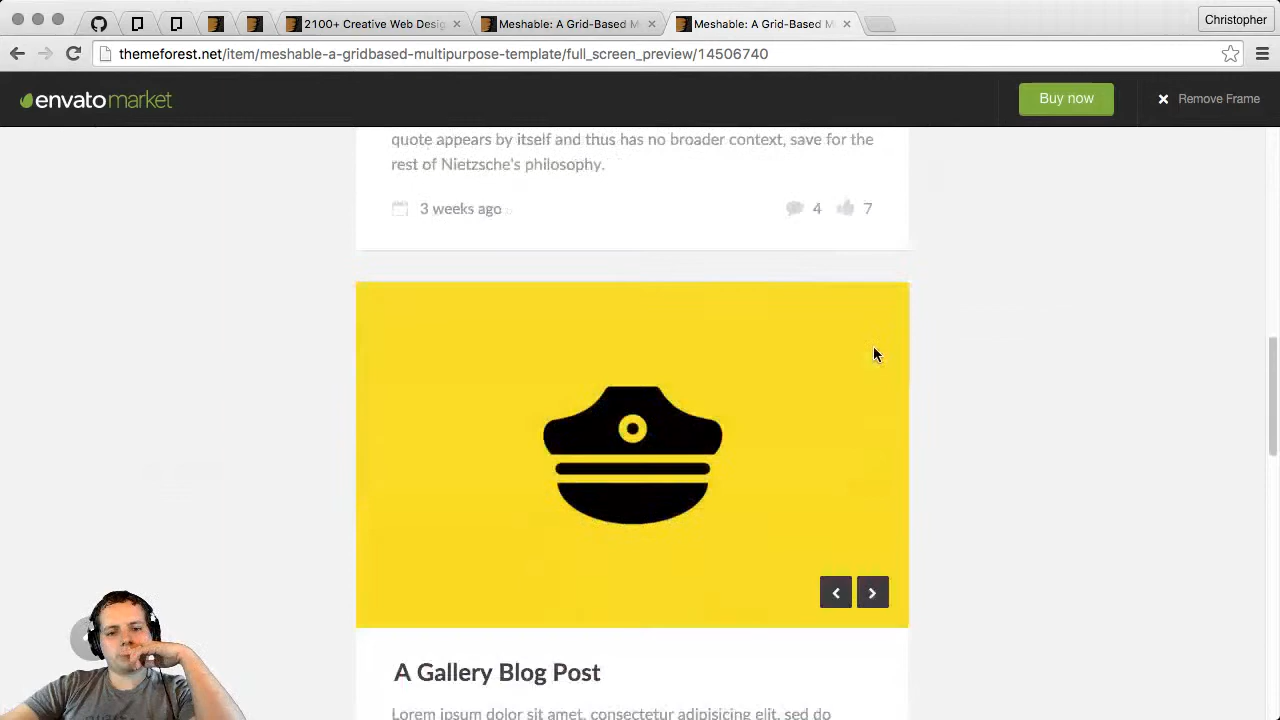 2100+ Creative Web Desig
Meshable: A Grid-Based M
Meshable: A Grid-Based M
Christopher
themeforest.net/item/meshable-a-gridbased-multipurpose-template/full_screen_preview/14506740
envatomarket
Buy now
Remove Frame
quote appears by itself and thus has no broader context, save for the
rest of Nietzsche's philosophy.
3 weeks ago
4
7
A Gallery Blog Post
Lorem ipsum dolor sit amet, consectetur adipisicing elit, sed do